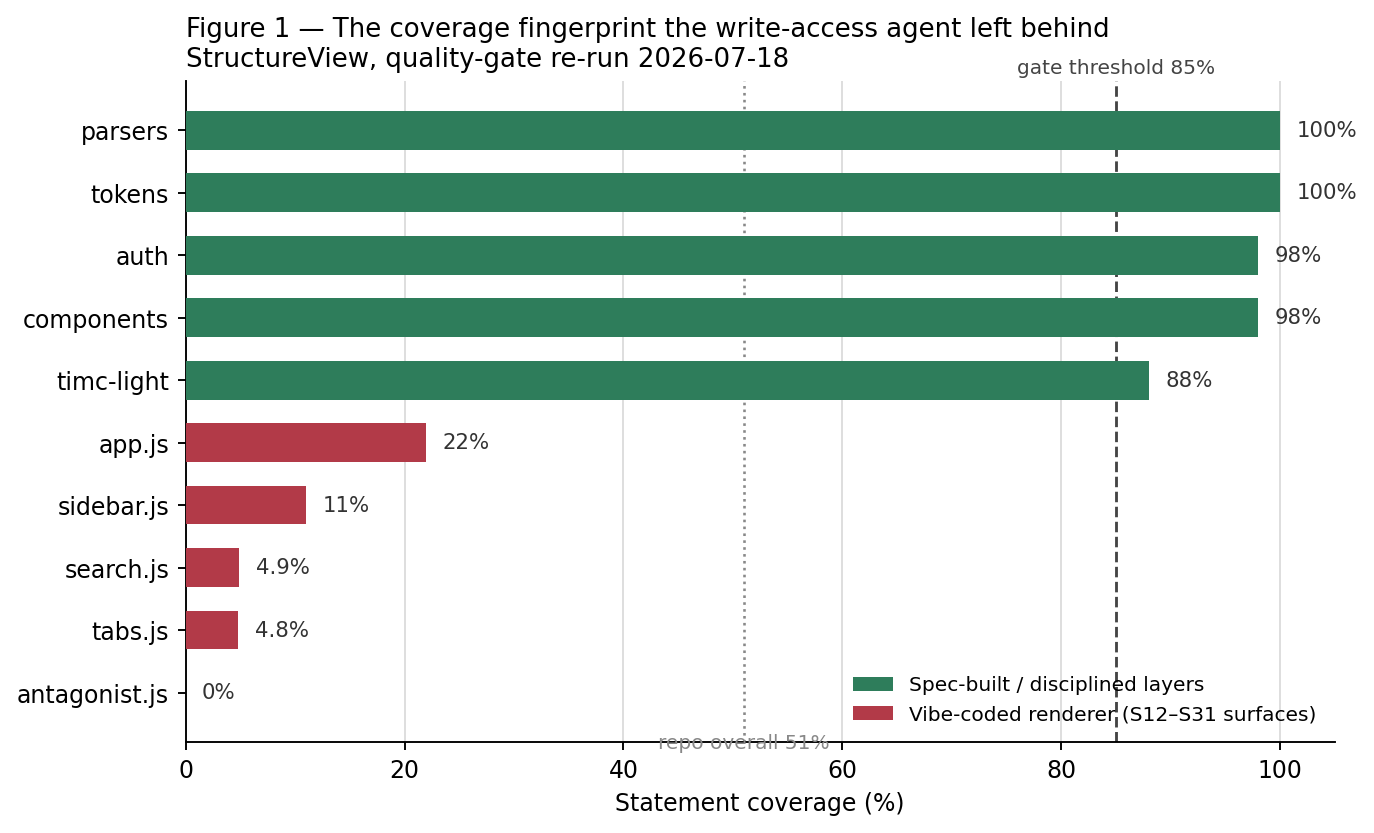 Figure 1 — The coverage fingerprint the write-access agent left behind
StructureView, quality-gate re-run 2026-07-18
gate threshold 85%
parsers 100%
tokens 100%
auth 98%
components 98%
timc-light 88%
app.js 22%
sidebar.js 11%
search.js 4.9%
tabs.js 4.8%
antagonist.js 0%
Spec-built / disciplined layers
Vibe-coded renderer (S12–S31 surfaces)
repo overall 51%
0 20 40 60 80 100
Statement coverage (%)